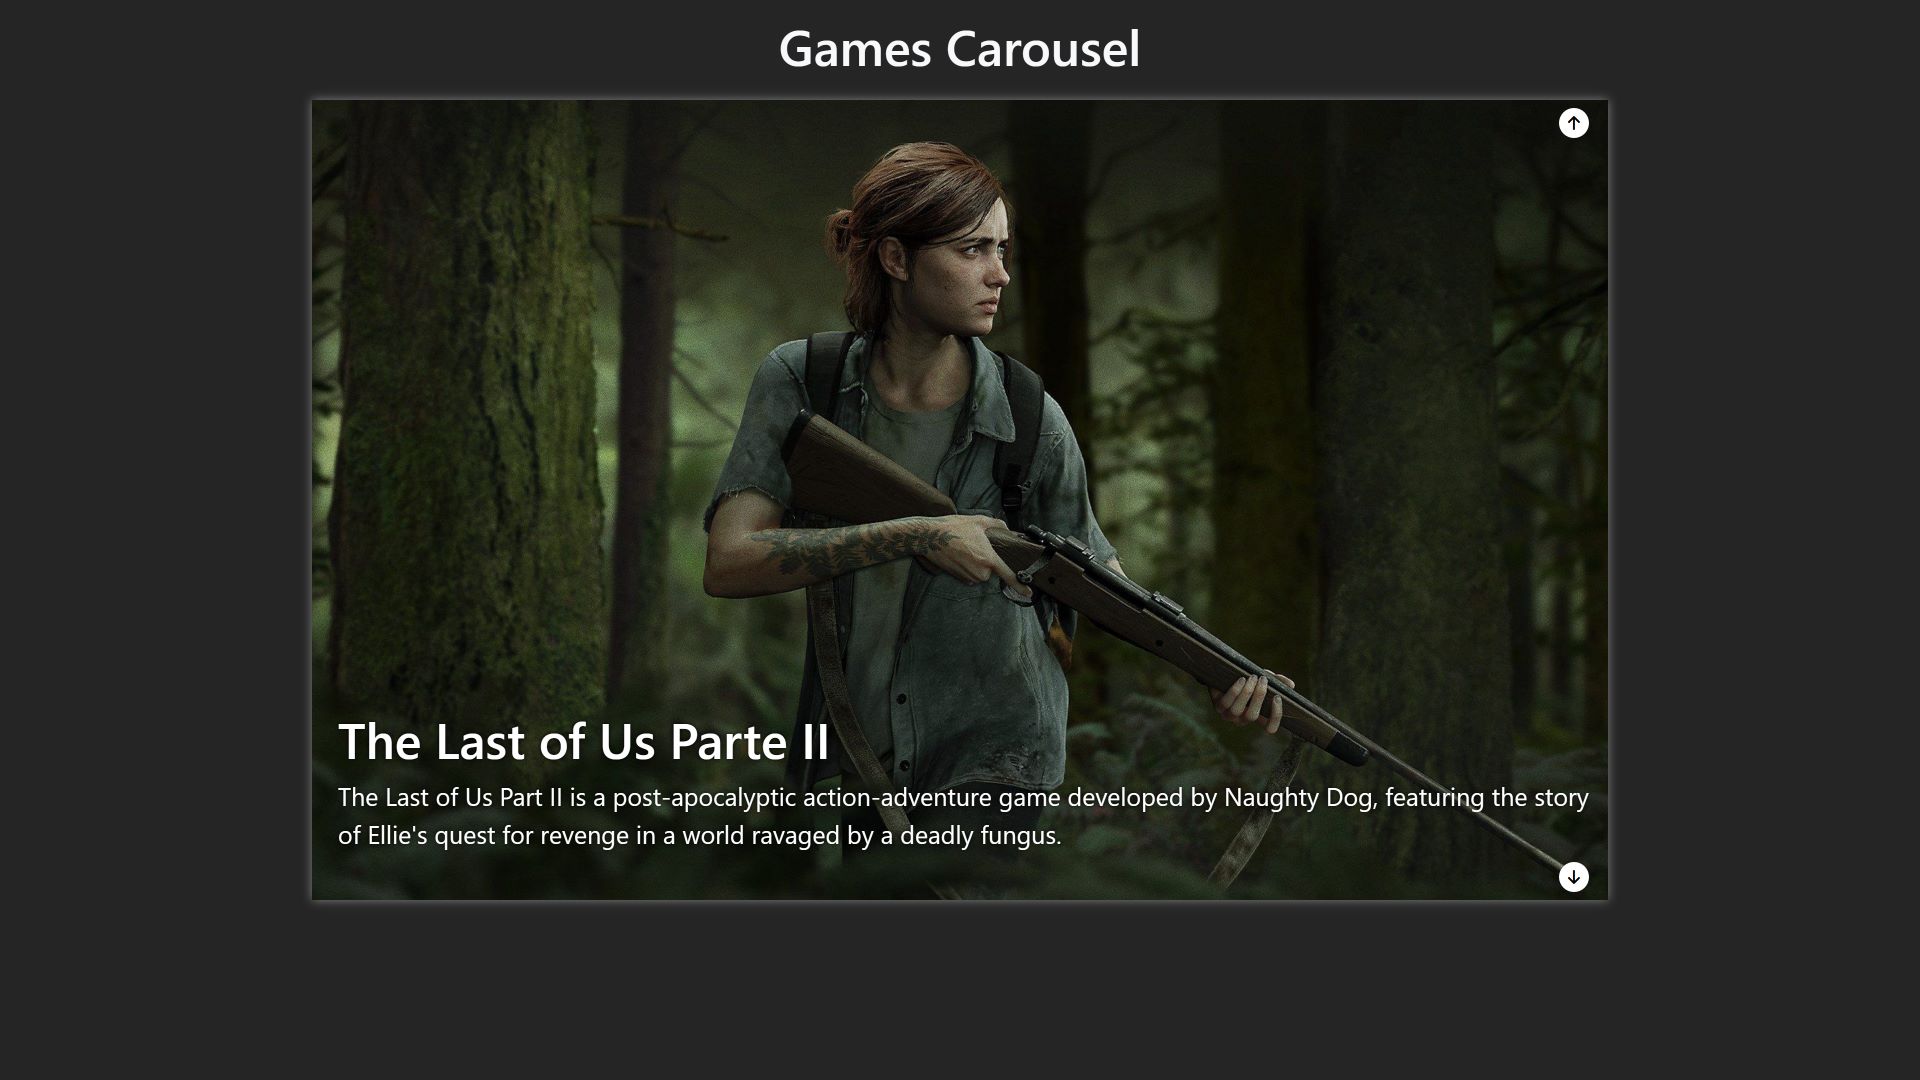 Games Carousel
The Last of Us Parte II
The Last of Us Part II is a post-apocalyptic action-adventure game developed by Naughty Dog, featuring the story
of Ellie's quest for revenge in a world ravaged by a deadly fungus.